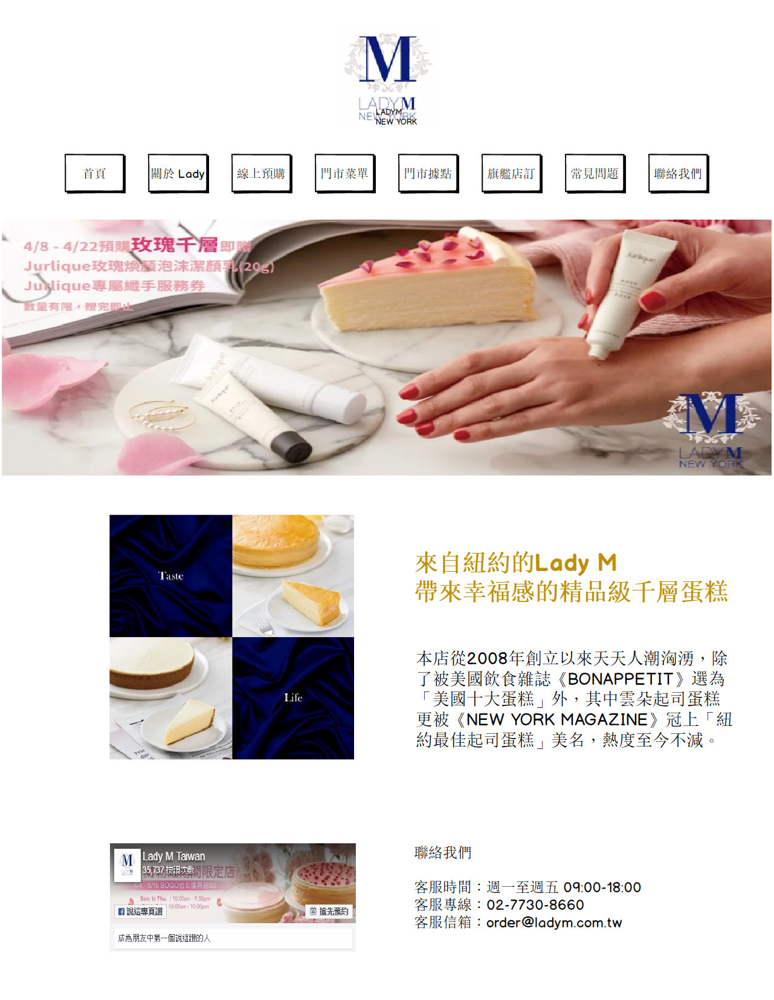 M
LADYM
NEW YORK
LADYM
NEW YORK
首頁
關於 Lady
線上預購
門市菜單
門市據點
旗艦店訂
常見問題
聯絡我們
4/8 - 4/22預購玫瑰千層即贈
Jurlique玫瑰煥顏泡沫潔顏乳(20g)
Jurlique專屬纖手服務券
數量有限，贈完即止
Jurlique
ROSE
Jurlique
Jurlique
M
LADYM
NEW YORK
Taste
Life
來自紐約的Lady M
帶來幸福感的精品級千層蛋糕
本店從2008年創立以來天天人潮洶湧，除
了被美國飲食雜誌《BONAPPETIT》選為
「美國十大蛋糕」外，其中雲朵起司蛋糕
更被《NEW YORK MAGAZINE》冠上「紐
約最佳起司蛋糕」美名，熱度至今不減。
Lady M Taiwan
35,737 按讚次數
期間限定店
4/4 - 5/15 SOGO台北復興館B2
Sun. to Thu. : 10:00am - 9:30pm
10:00am - 10:00pm
說這專頁讚
搶先預約
成為朋友中第一個說這讚的人
聯絡我們
客服時間：週一至週五 09:00-18:00
客服專線：02-7730-8660
客服信箱：order@ladym.com.tw